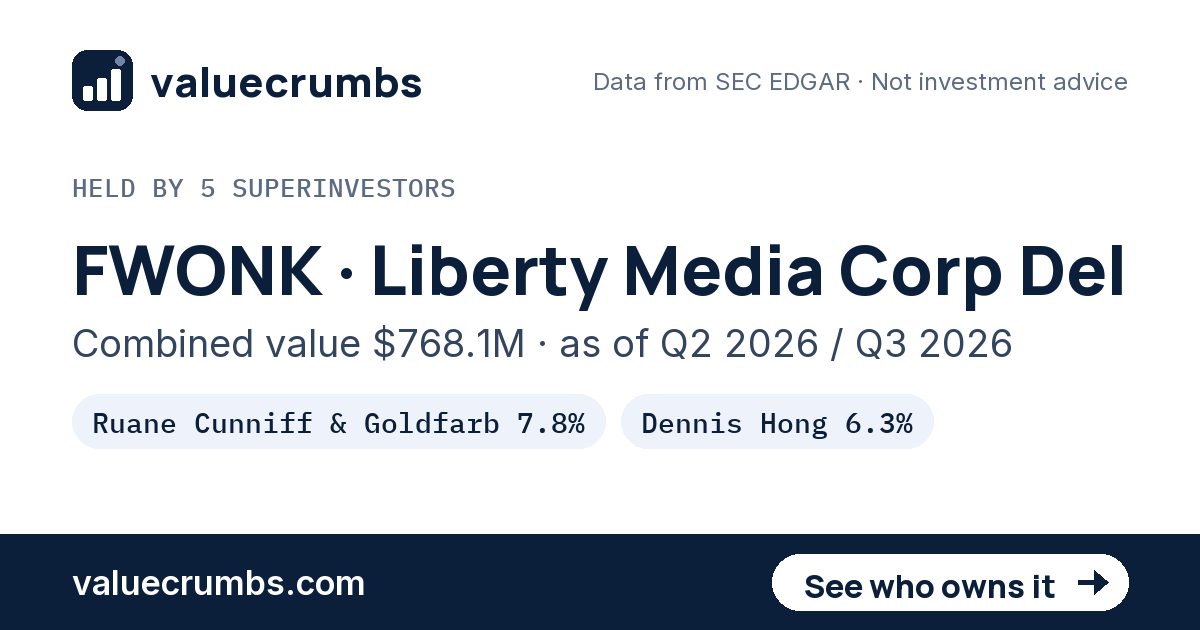 valuecrumbs
Data from SEC EDGAR · Not investment advice
HELD BY 5 SUPERINVESTORS
FWONK · Liberty Media Corp Del
Combined value $768.1M · as of Q2 2026 / Q3 2026
Ruane Cunniff & Goldfarb 7.8%
Dennis Hong 6.3%
valuecrumbs.com
See who owns it →